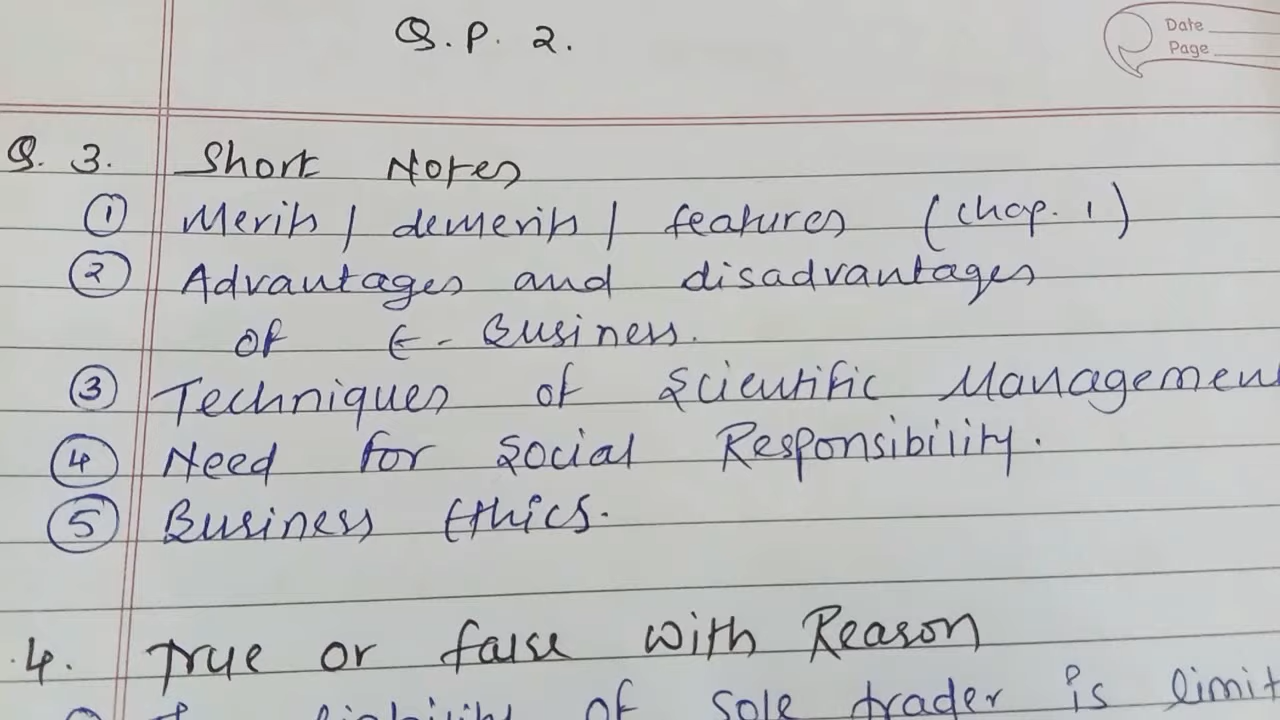 Q. P. 2.
Date
Page
Q. 3. Short Notes
① Merits / demerits / features (chap. 1)
② Advantages and disadvantages
of E - Business.
③ Techniques of Scientific Managemen
④ Need for Social Responsibility.
⑤ Business Ethics.
4. True or false with Reason
liability of sole trader is limit